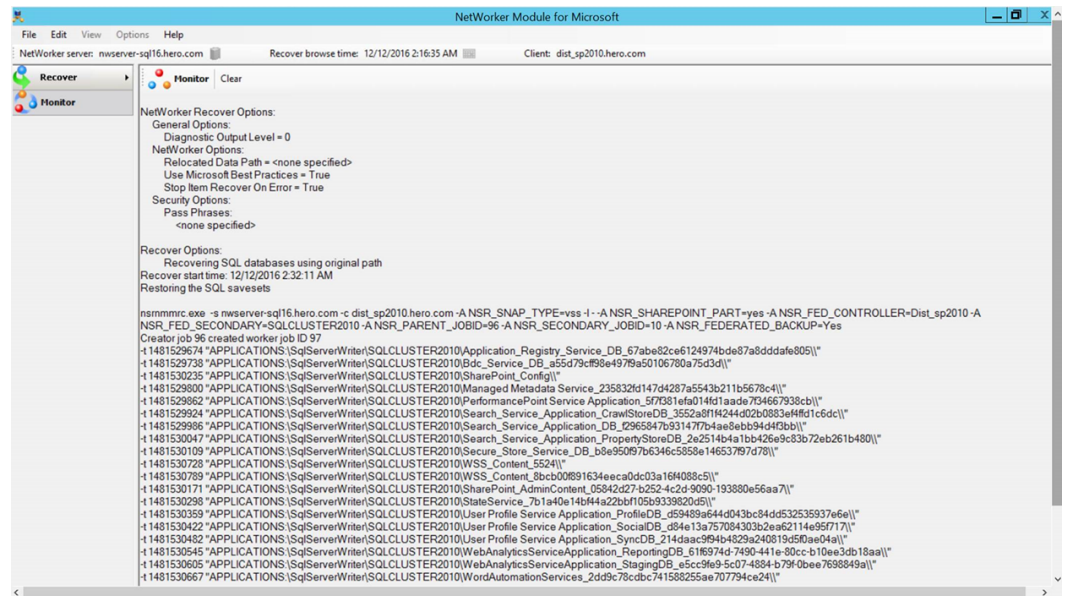 NetWorker Module for Microsoft
File Edit View Options Help
NetWorker server: nwserver-sql16.hero.com Recover browse time: 12/12/2016 2:16:35 AM Client: dist_sp2010.hero.com
Recover
Monitor
Monitor Clear
NetWorker Recover Options:
General Options:
Diagnostic Output Level = 0
NetWorker Options:
Relocated Data Path = <none specified>
Use Microsoft Best Practices = True
Stop Item Recover On Error = True
Security Options:
Pass Phrases:
<none specified>
Recover Options:
Recovering SQL databases using original path
Recover start time: 12/12/2016 2:32:11 AM
Restoring the SQL savesets
nsrnmmrc.exe -s nwserver-sql16.hero.com -c dist_sp2010.hero.com -A NSR_SNAP_TYPE=vss -I - -A NSR_SHAREPOINT_PART=yes -A NSR_FED_CONTROLLER=Dist_sp2010 -A
NSR_FED_SECONDARY=SQLCLUSTER2010 -A NSR_PARENT_JOBID=96 -A NSR_SECONDARY_JOBID=10 -A NSR_FEDERATED_BACKUP=Yes
Creator job 96 created worker job ID 97
-t 1481529674 "APPLICATIONS:\SqlServerWriter\SQLCLUSTER2010\Application_Registry_Service_DB_67abe82ce6124974bde87a8dddafe805\\"
-t 1481529738 "APPLICATIONS:\SqlServerWriter\SQLCLUSTER2010\Bdc_Service_DB_a55d79cff98e497f9a50106780a75d3d\\"
-t 1481530235 "APPLICATIONS:\SqlServerWriter\SQLCLUSTER2010\SharePoint_Config\\"
-t 1481529800 "APPLICATIONS:\SqlServerWriter\SQLCLUSTER2010\Managed Metadata Service_235832fd147d4287a5543b211b5678c4\\"
-t 1481529862 "APPLICATIONS:\SqlServerWriter\SQLCLUSTER2010\PerformancePoint Service Application_5f7f381efa014fd1aade7f34667938cb\\"
-t 1481529924 "APPLICATIONS:\SqlServerWriter\SQLCLUSTER2010\Search_Service_Application_CrawlStoreDB_3552a8f1f4244d02b0883ef4ffd1c6dc\\"
-t 1481529986 "APPLICATIONS:\SqlServerWriter\SQLCLUSTER2010\Search_Service_Application_DB_f2965847b93147f7b4ae8ebb94d4f3bb\\"
-t 1481530047 "APPLICATIONS:\SqlServerWriter\SQLCLUSTER2010\Search_Service_Application_PropertyStoreDB_2e2514b4a1bb426e9c83b72eb261b480\\"
-t 1481530109 "APPLICATIONS:\SqlServerWriter\SQLCLUSTER2010\Secure_Store_Service_DB_b8e950f97b6346c5858e146537f97d78\\"
-t 1481530728 "APPLICATIONS:\SqlServerWriter\SQLCLUSTER2010\WSS_Content_5524\\"
-t 1481530789 "APPLICATIONS:\SqlServerWriter\SQLCLUSTER2010\WSS_Content_8bcb00f891634eeca0dc03a16f4088c5\\"
-t 1481530171 "APPLICATIONS:\SqlServerWriter\SQLCLUSTER2010\SharePoint_AdminContent_05842d27-b252-4c2d-9090-193880e56aa7\\"
-t 1481530298 "APPLICATIONS:\SqlServerWriter\SQLCLUSTER2010\StateService_7b1a40e14bf44a22bbf105b9339820d5\\"
-t 1481530359 "APPLICATIONS:\SqlServerWriter\SQLCLUSTER2010\User Profile Service Application_ProfileDB_d59489a644d043bc84dd532535937e6e\\"
-t 1481530422 "APPLICATIONS:\SqlServerWriter\SQLCLUSTER2010\User Profile Service Application_SocialDB_d84e13a757084303b2ea62114e95f717\\"
-t 1481530482 "APPLICATIONS:\SqlServerWriter\SQLCLUSTER2010\User Profile Service Application_SyncDB_214daac9f94b4829a240819d5f0ae04a\\"
-t 1481530545 "APPLICATIONS:\SqlServerWriter\SQLCLUSTER2010\WebAnalyticsServiceApplication_ReportingDB_61f6974d-7490-441e-80cc-b10ee3db18aa\\"
-t 1481530605 "APPLICATIONS:\SqlServerWriter\SQLCLUSTER2010\WebAnalyticsServiceApplication_StagingDB_e5cc9fe9-5c07-4884-b79f-0bee7698849a\\"
-t 1481530667 "APPLICATIONS:\SqlServerWriter\SQLCLUSTER2010\WordAutomationServices_2dd9c78cdbc741588255ae707794ce24\\"